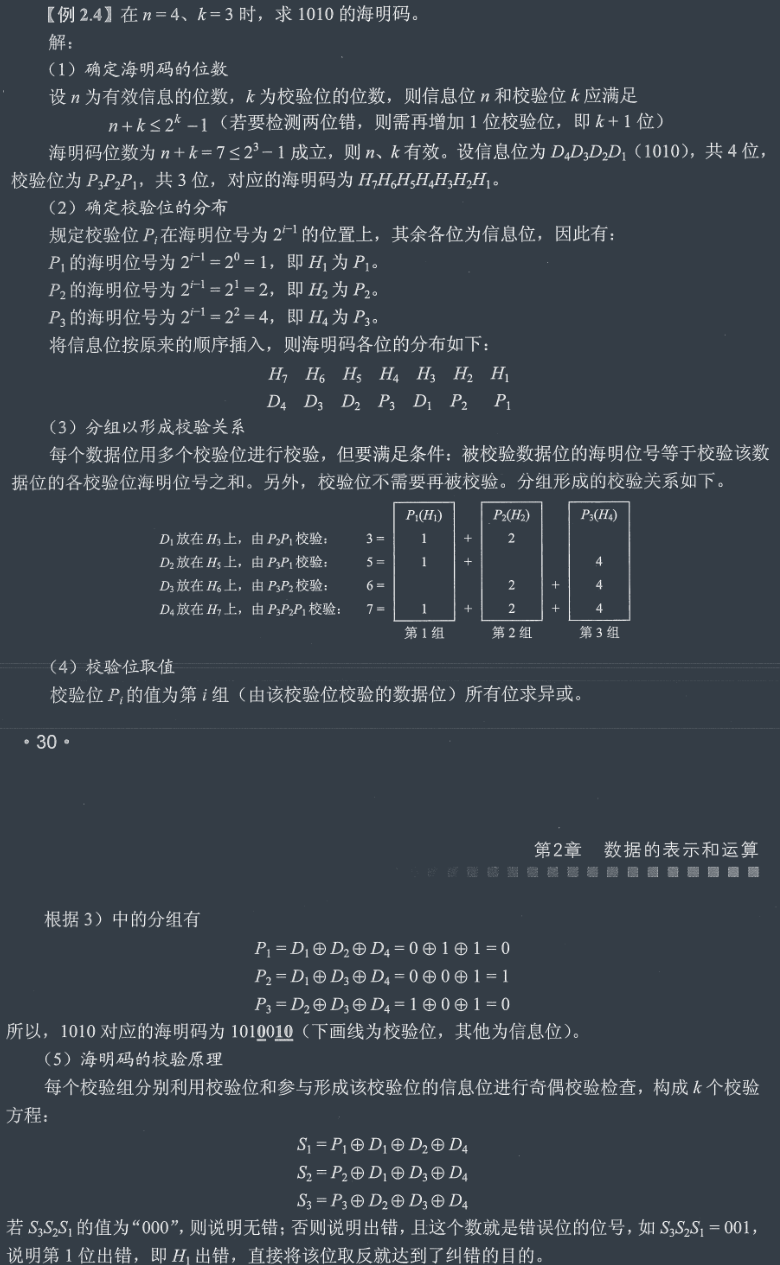 【例 2.4】在 n = 4、k = 3 时，求 1010 的海明码。
解：
（1）确定海明码的位数
设 n 为有效信息的位数，k 为校验位的位数，则信息位 n 和校验位 k 应满足
n + k ≤ 2ᵏ − 1（若要检测两位错，则需再增加 1 位校验位，即 k + 1 位）
海明码位数为 n + k = 7 ≤ 2³ − 1 成立，则 n、k 有效。设信息位为 D₄D₃D₂D₁（1010），共 4 位，
校验位为 P₃P₂P₁，共 3 位，对应的海明码为 H₇H₆H₅H₄H₃H₂H₁。
（2）确定校验位的分布
规定校验位 Pᵢ 在海明位号为 2ⁱ⁻¹ 的位置上，其余各位为信息位，因此有：
P₁ 的海明位号为 2ⁱ⁻¹ = 2⁰ = 1，即 H₁ 为 P₁。
P₂ 的海明位号为 2ⁱ⁻¹ = 2¹ = 2，即 H₂ 为 P₂。
P₃ 的海明位号为 2ⁱ⁻¹ = 2² = 4，即 H₄ 为 P₃。
将信息位按原来的顺序插入，则海明码各位的分布如下：
H₇ H₆ H₅ H₄ H₃ H₂ H₁
D₄ D₃ D₂ P₃ D₁ P₂ P₁
（3）分组以形成校验关系
每个数据位用多个校验位进行校验，但要满足条件：被校验数据位的海明位号等于校验该数
据位的各校验位海明位号之和。另外，校验位不需要再被校验。分组形成的校验关系如下。
P₁(H₁) P₂(H₂) P₃(H₄)
D₁ 放在 H₃ 上，由 P₂P₁ 校验： 3 = 1 + 2
D₂ 放在 H₅ 上，由 P₃P₁ 校验： 5 = 1 + 4
D₃ 放在 H₆ 上，由 P₃P₂ 校验： 6 = 2 + 4
D₄ 放在 H₇ 上，由 P₃P₂P₁ 校验： 7 = 1 + 2 + 4
第 1 组 第 2 组 第 3 组
（4）校验位取值
校验位 Pᵢ 的值为第 i 组（由该校验位校验的数据位）所有位求异或。
• 30 •
第2章 数据的表示和运算
根据 3）中的分组有
P₁ = D₁ ⊕ D₂ ⊕ D₄ = 0 ⊕ 1 ⊕ 1 = 0
P₂ = D₁ ⊕ D₃ ⊕ D₄ = 0 ⊕ 0 ⊕ 1 = 1
P₃ = D₂ ⊕ D₃ ⊕ D₄ = 1 ⊕ 0 ⊕ 1 = 0
所以，1010 对应的海明码为 1010010（下画线为校验位，其他为信息位）。
（5）海明码的校验原理
每个校验组分别利用校验位和参与形成该校验位的信息位进行奇偶校验检查，构成 k 个校验
方程：
S₁ = P₁ ⊕ D₁ ⊕ D₂ ⊕ D₄
S₂ = P₂ ⊕ D₁ ⊕ D₃ ⊕ D₄
S₃ = P₃ ⊕ D₂ ⊕ D₃ ⊕ D₄
若 S₃S₂S₁ 的值为“000”，则说明无错；否则说明出错，且这个数就是错误位的位号，如 S₃S₂S₁ = 001，
说明第 1 位出错，即 H₁ 出错，直接将该位取反就达到了纠错的目的。